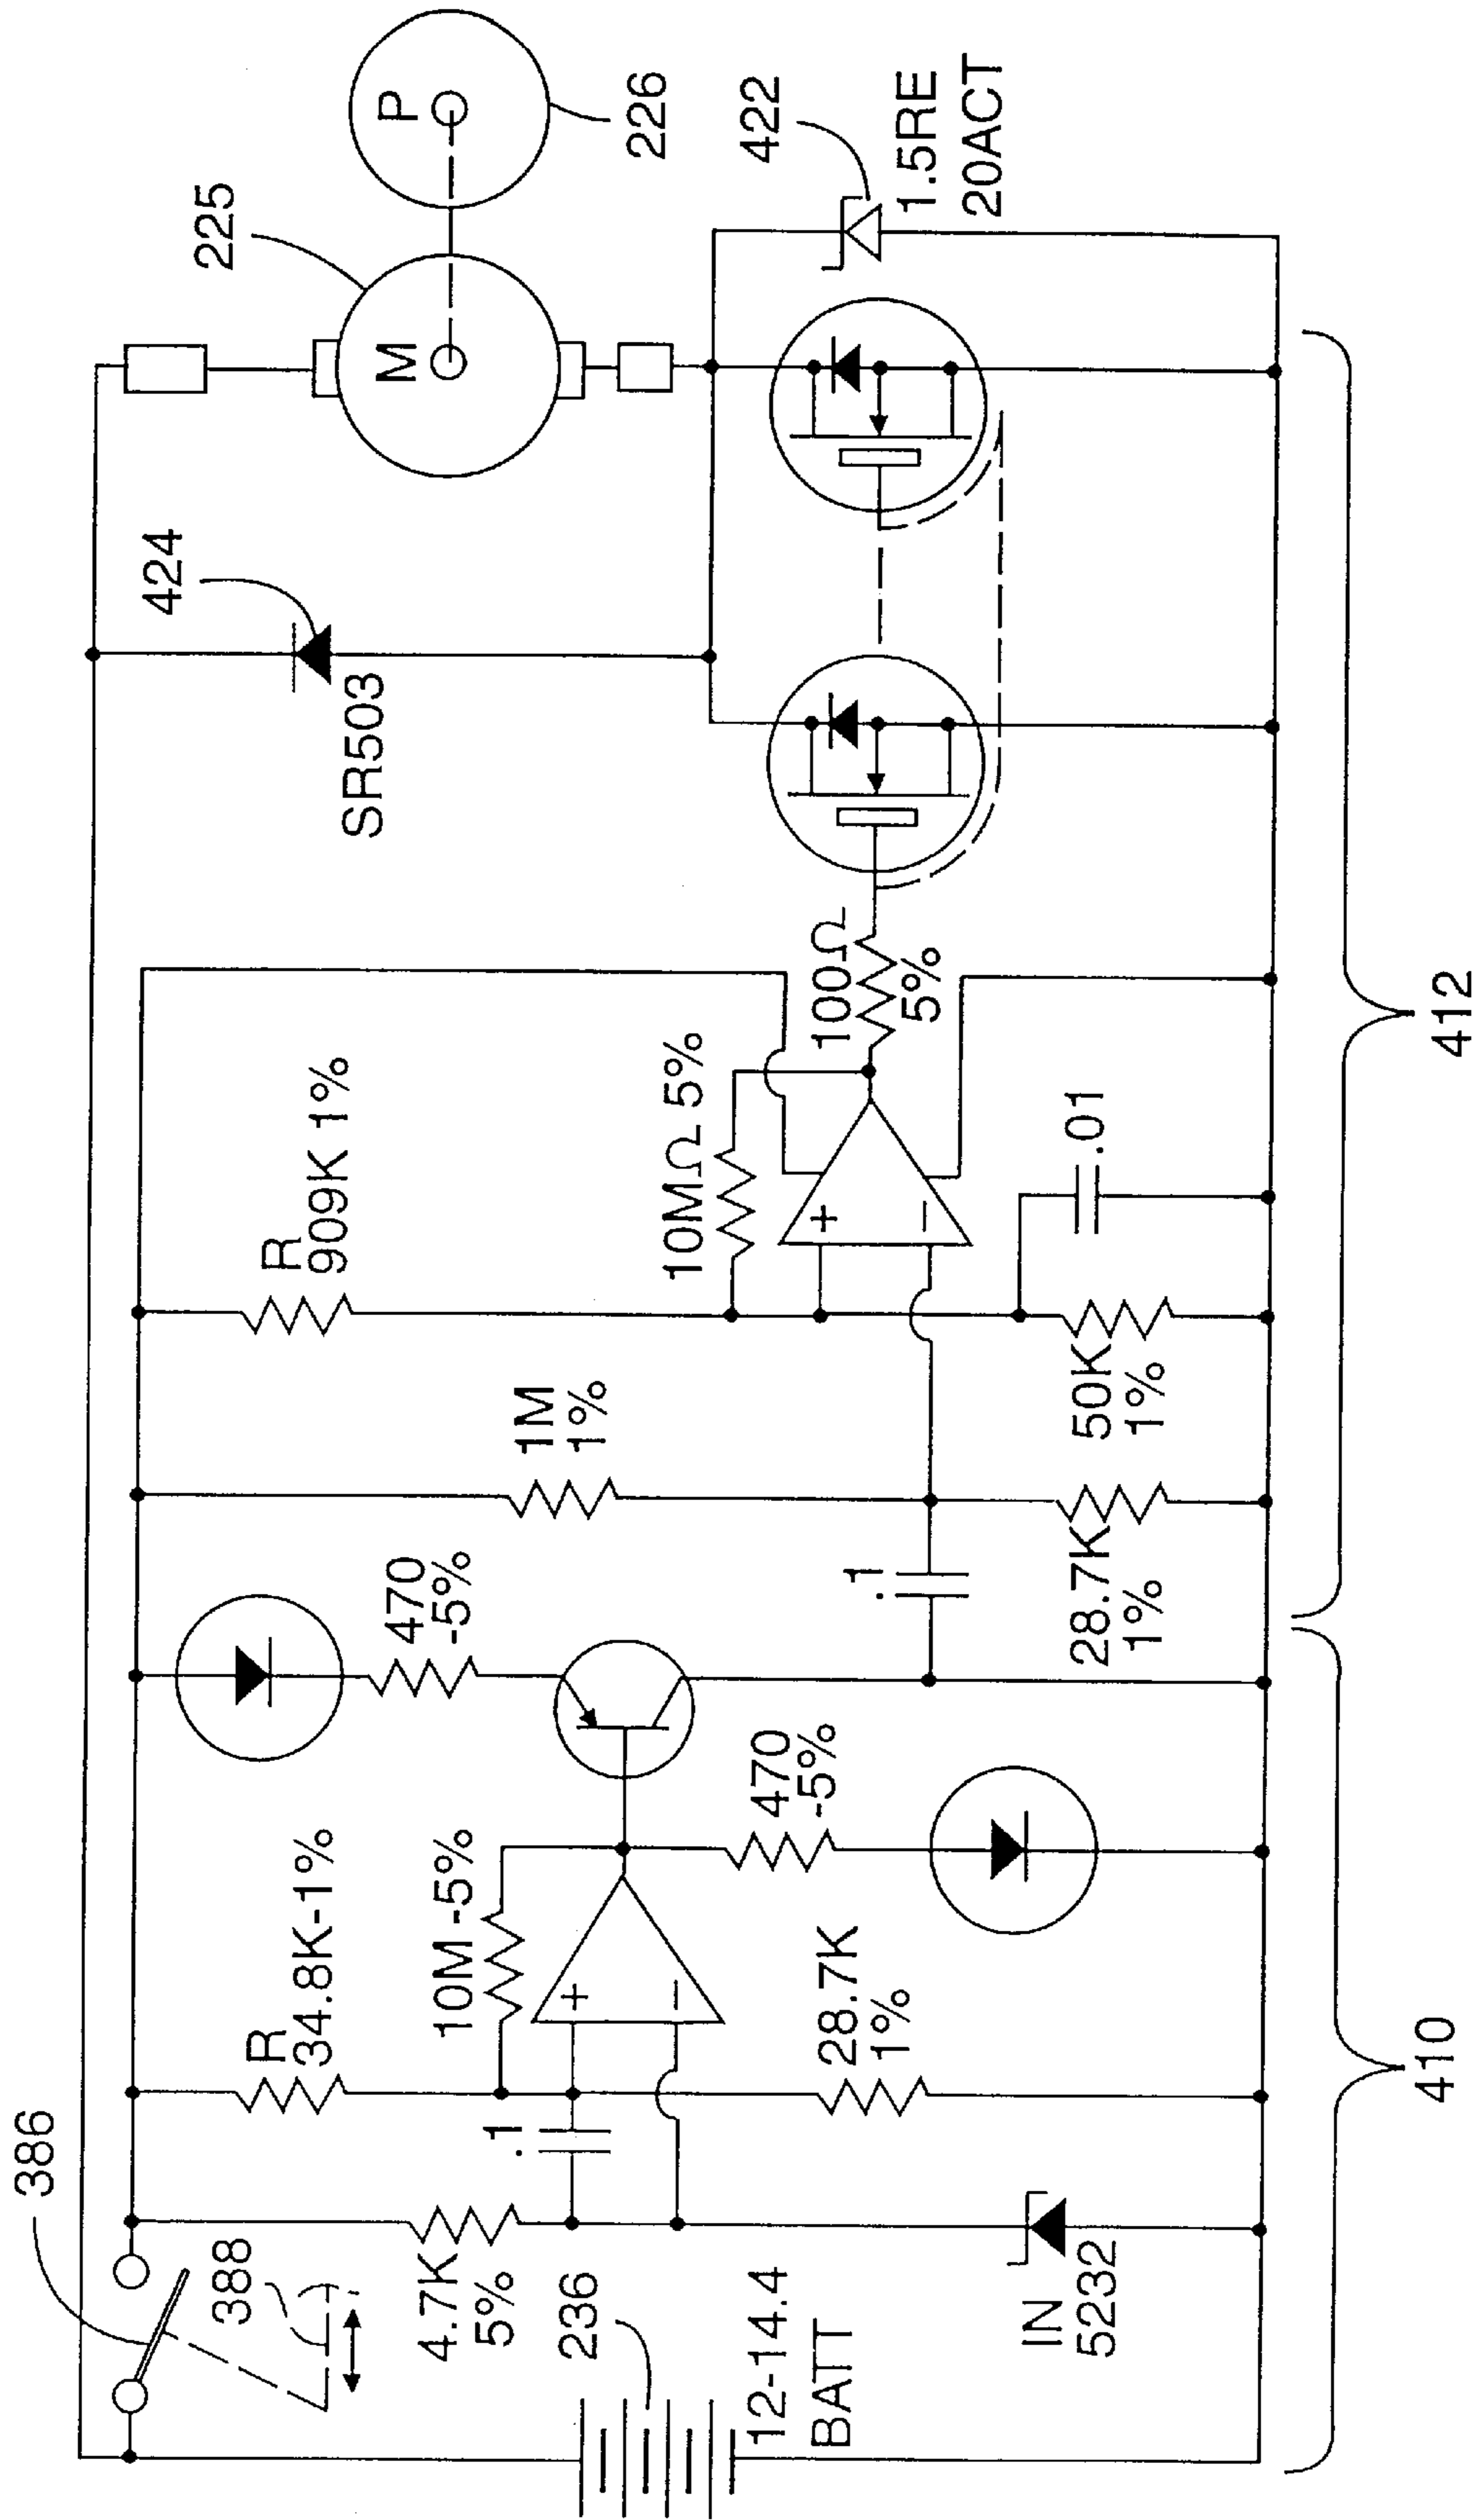 386
388
R
34.8K-1%
10M -5%
.1
4.7K
5%
236
12-14.4
BATT
IN
5232
+
−
28.7K
1%
470
-5%
470
-5%
1M
1%
.1
28.7K
1%
R
909K 1%
10MΩ 5%
+
−
50K
1%
.01
100Ω
5%
SR503
424
225
M
P
226
422
1.5RE
20ACT
410
412